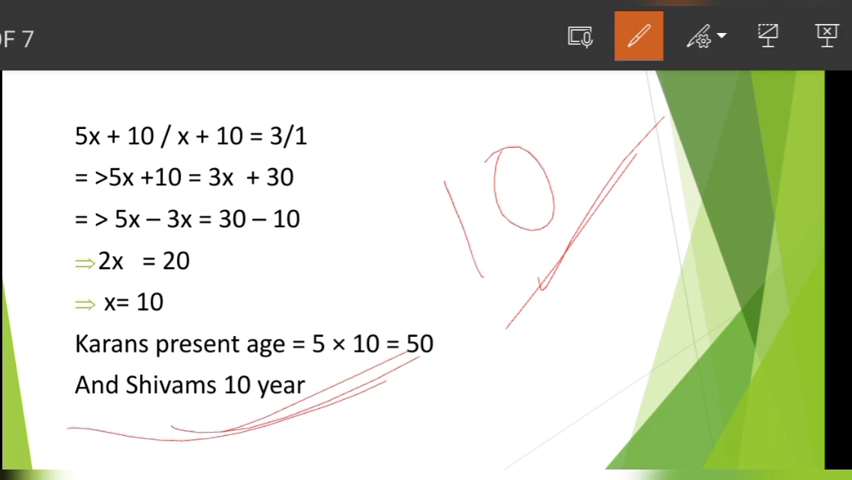 OF 7
5x + 10 / x + 10 = 3/1
= >5x +10 = 3x + 30
= > 5x – 3x = 30 – 10
⇒2x = 20
⇒ x= 10
Karans present age = 5 × 10 = 50
And Shivams 10 year
10